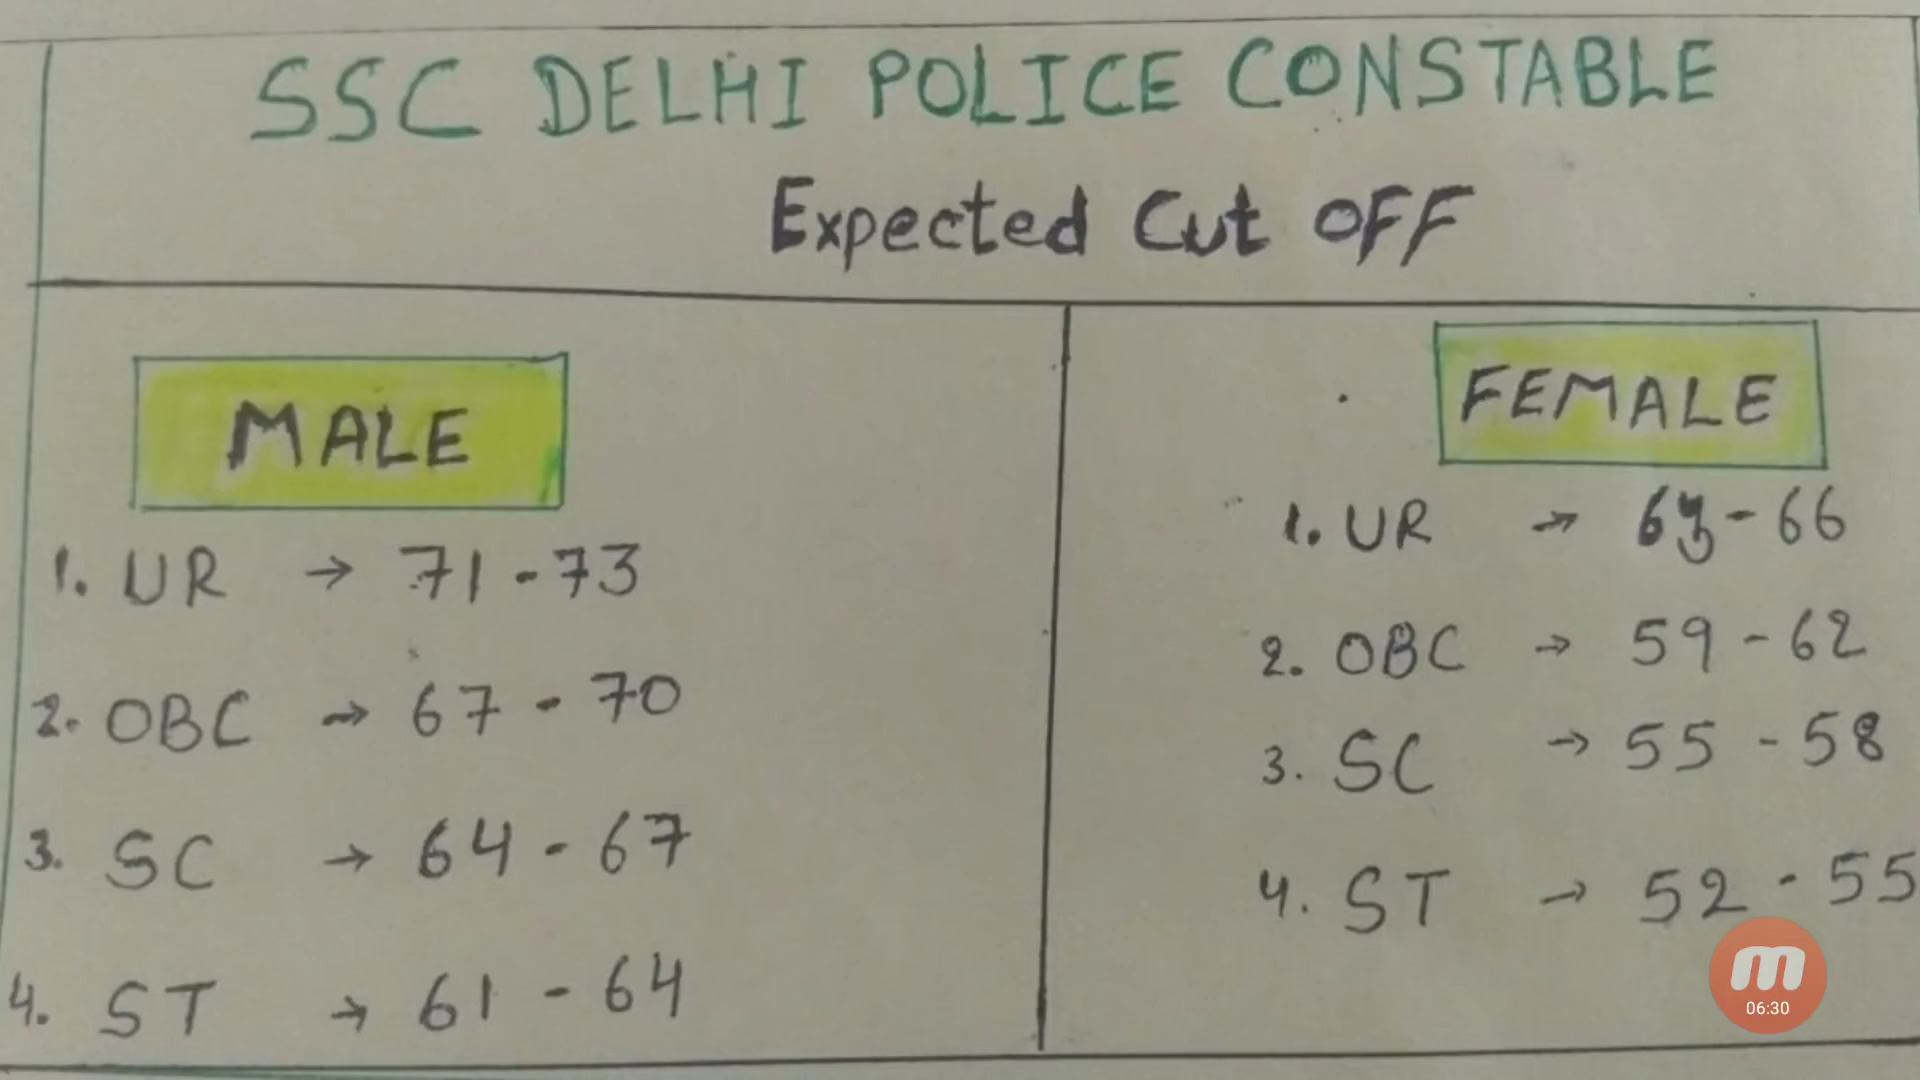 SSC DELHI POLICE CONSTABLE
Expected Cut OFF
MALE
1. UR → 71-73
2. OBC → 67-70
3. SC → 64-67
4. ST → 61-64
FEMALE
1. UR → 63-66
2. OBC → 59-62
3. SC → 55-58
4. ST → 52-55
m
06:30